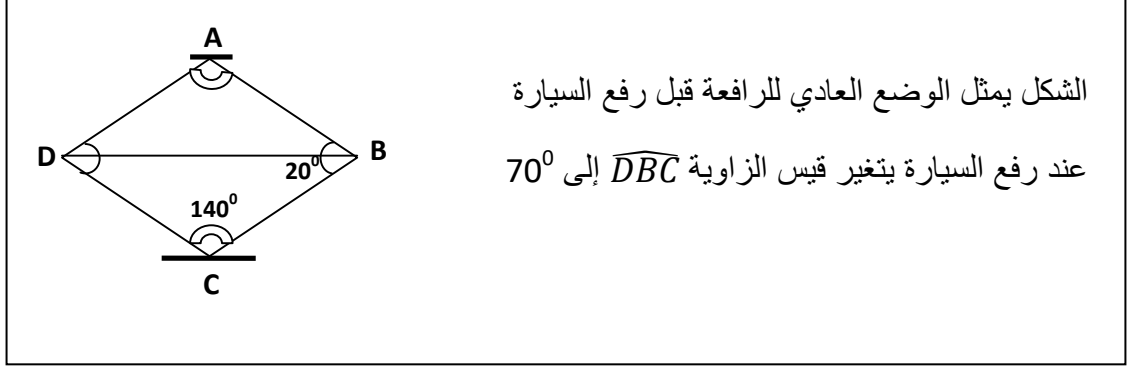 A
الشكل يمثل الوضع العادي للرافعة قبل رفع السيارة
D
B
20⁰
عند رفع السيارة يتغير قيس الزاوية DBC إلى 70⁰
140⁰
C